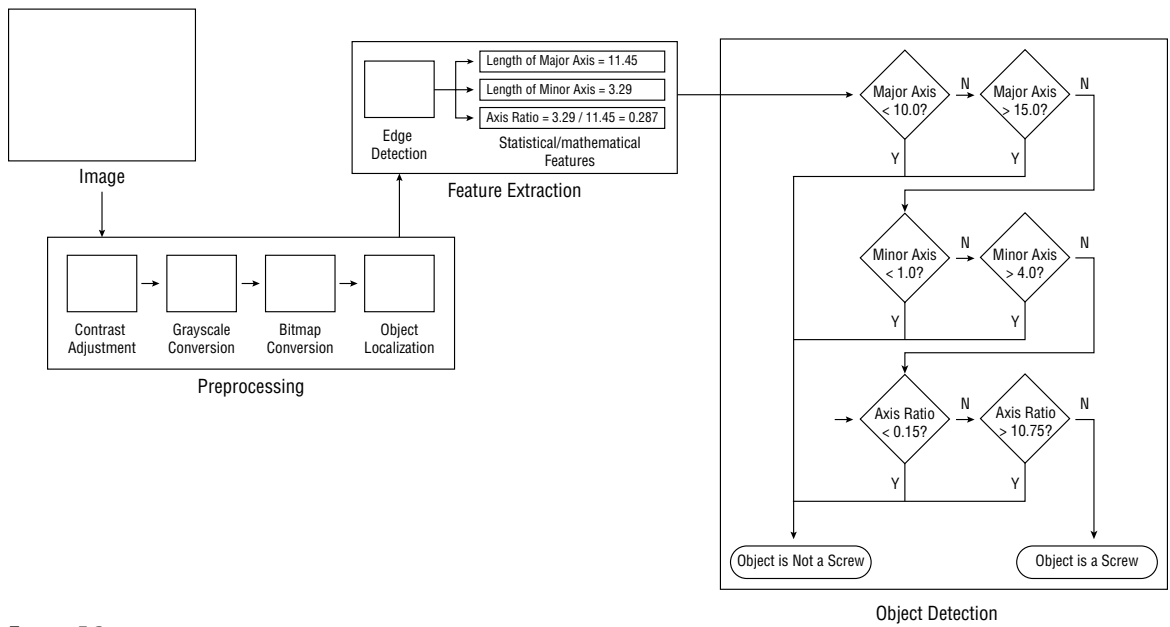 Image
Contrast
Adjustment
Grayscale
Conversion
Bitmap
Conversion
Object
Localization
Preprocessing
Edge
Detection
Length of Major Axis = 11.45
Length of Minor Axis = 3.29
Axis Ratio = 3.29 / 11.45 = 0.287
Statistical/mathematical
Features
Feature Extraction
Major Axis
< 10.0?
N
Major Axis
> 15.0?
N
Y
Y
Minor Axis
< 1.0?
N
Minor Axis
> 4.0?
N
Y
Y
Axis Ratio
< 0.15?
N
Axis Ratio
> 10.75?
N
Y
Y
Object is Not a Screw
Object is a Screw
Object Detection